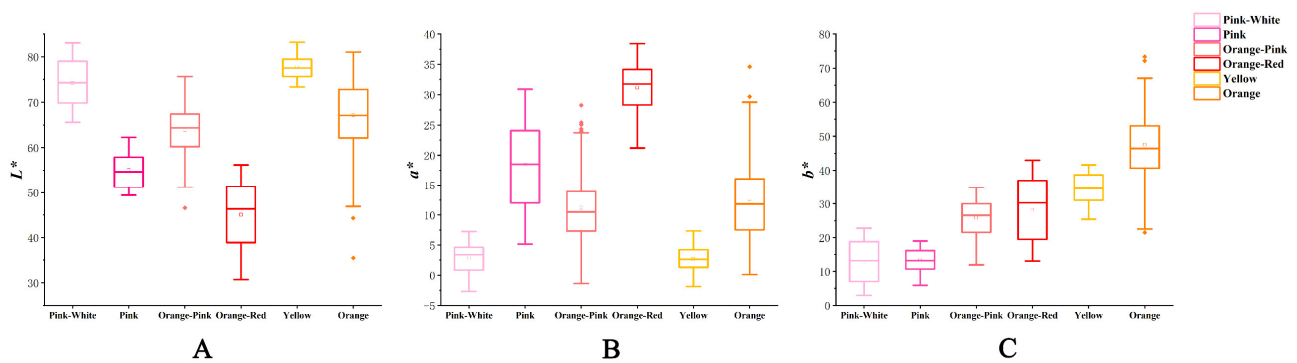 L*
80
70
60
50
40
30
Pink-White Pink Orange-Pink Orange-Red Yellow Orange
A
a*
40
35
30
25
20
15
10
5
0
-5
Pink-White Pink Orange-Pink Orange-Red Yellow Orange
B
b*
80
70
60
50
40
30
20
10
0
Pink-White Pink Orange-Pink Orange-Red Yellow Orange
C
Pink-White
Pink
Orange-Pink
Orange-Red
Yellow
Orange